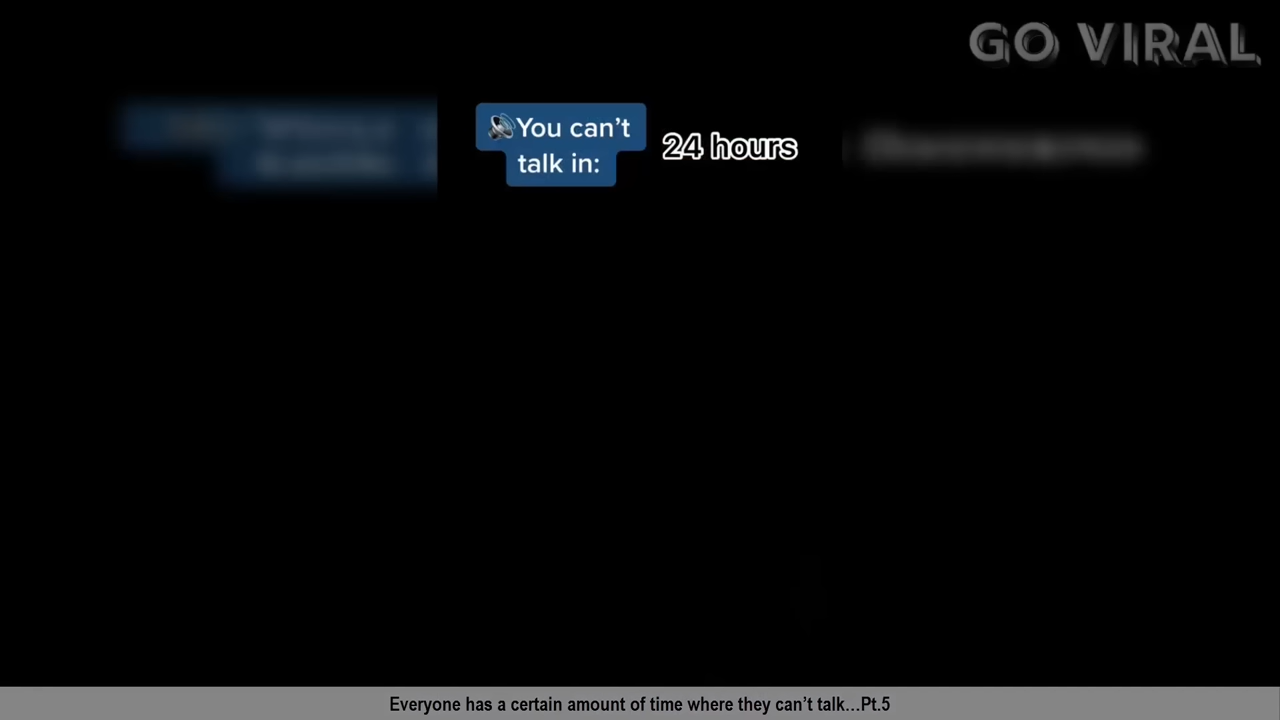 GO VIRAL
🔊You can’t
talk in:
24 hours
Everyone has a certain amount of time where they can’t talk...Pt.5